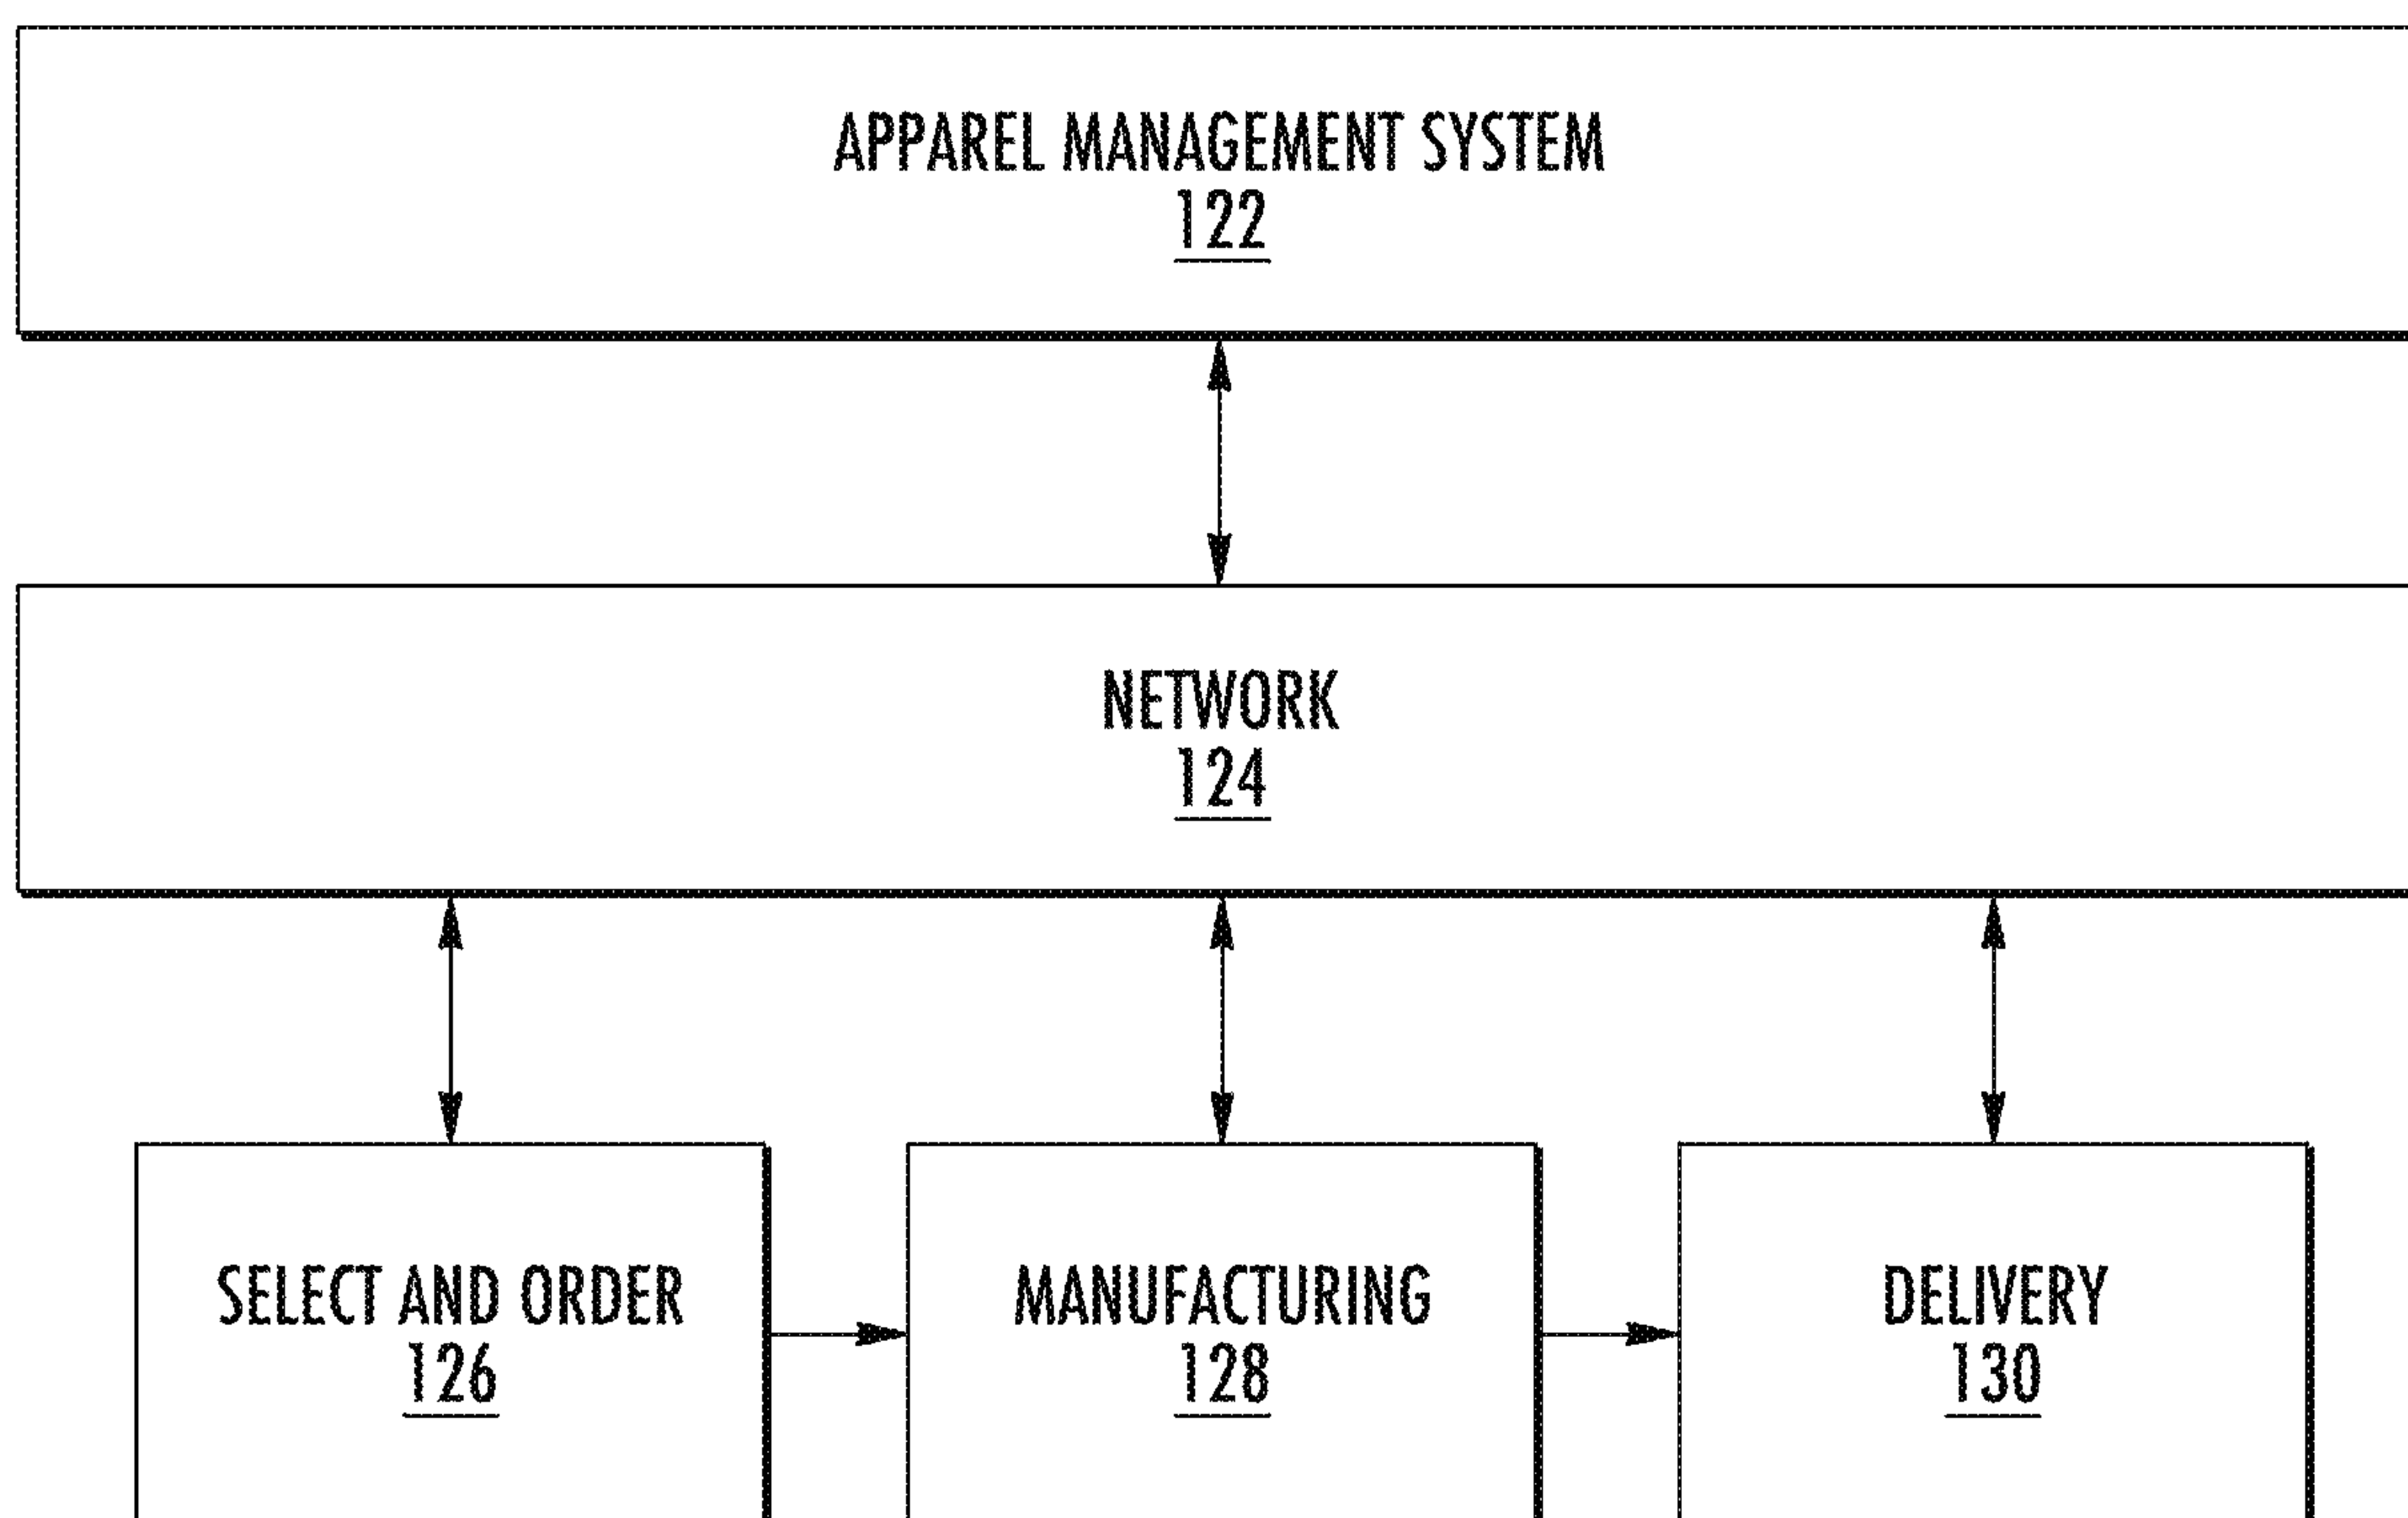 APPAREL MANAGEMENT SYSTEM
122
NETWORK
124
SELECT AND ORDER
126
MANUFACTURING
128
DELIVERY
130